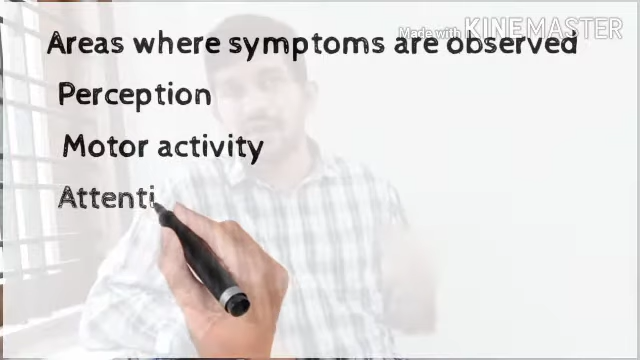 Made with KINEMASTER
Areas where symptoms are observed
Perception
Motor activity
Attenti